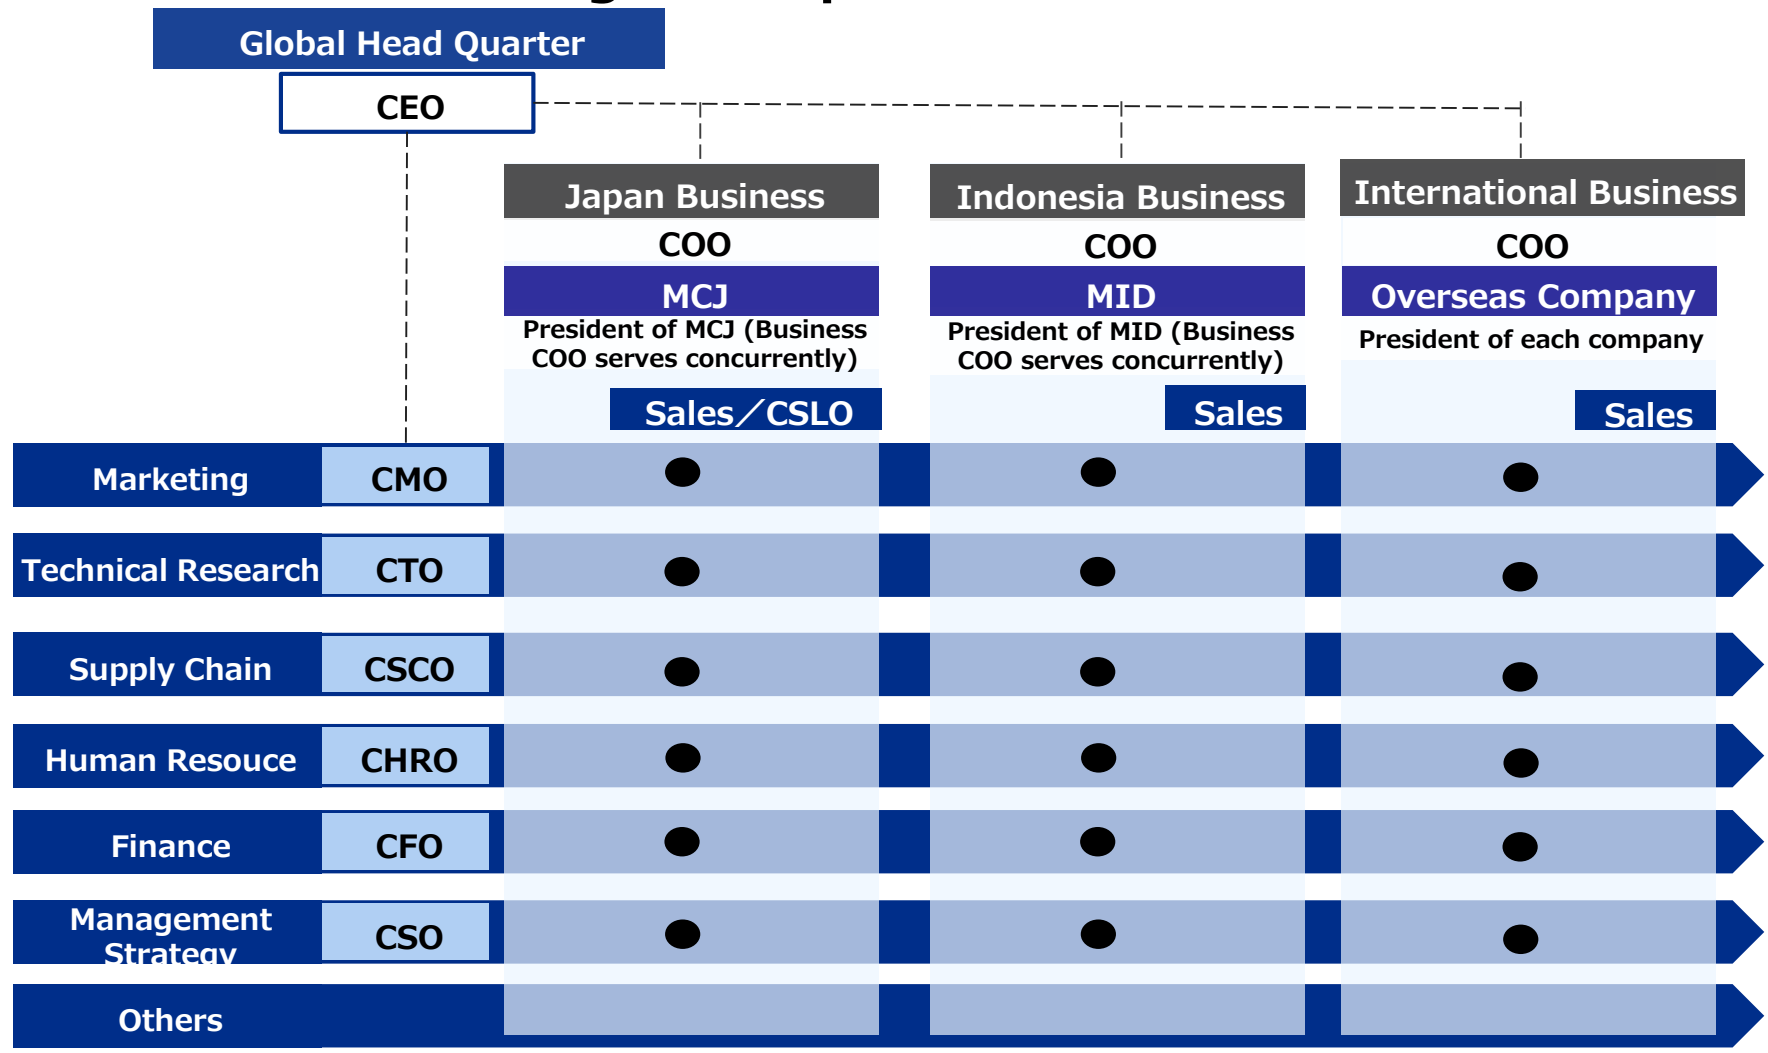 Global Head Quarter
CEO
Japan Business
Indonesia Business
International Business
COO
COO
COO
MCJ
MID
Overseas Company
President of MCJ (Business
COO serves concurrently)
President of MID (Business
COO serves concurrently)
President of each company
Sales／CSLO
Sales
Sales
Marketing
CMO
Technical Research
CTO
Supply Chain
CSCO
Human Resouce
CHRO
Finance
CFO
Management
Strategy
CSO
Others